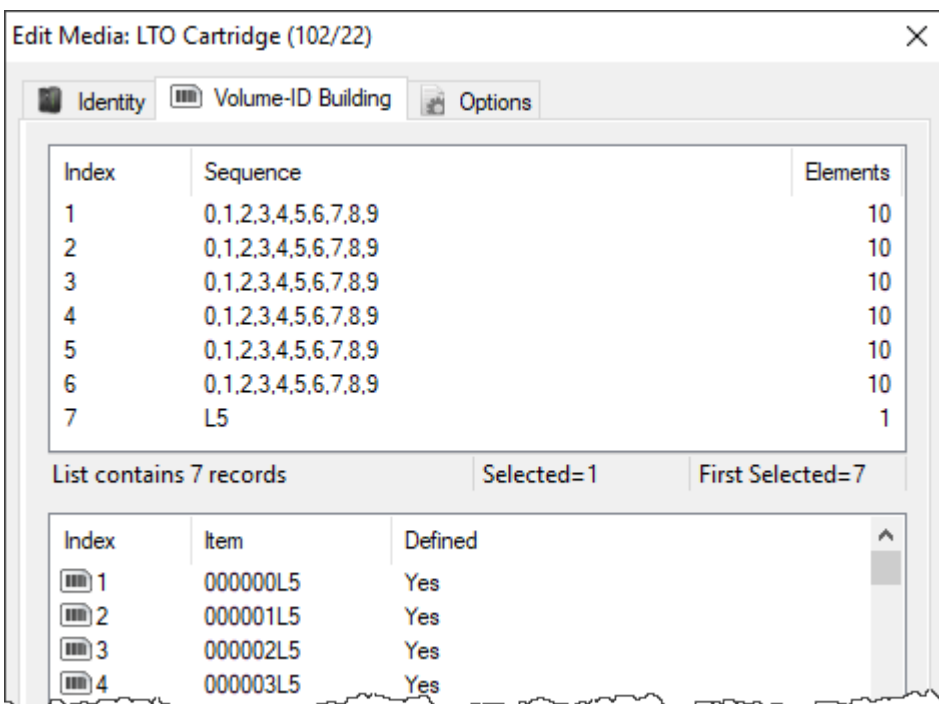 Edit Media: LTO Cartridge (102/22)
Identity Volume-ID Building Options
Index Sequence Elements
1 0,1,2,3,4,5,6,7,8,9 10
2 0,1,2,3,4,5,6,7,8,9 10
3 0,1,2,3,4,5,6,7,8,9 10
4 0,1,2,3,4,5,6,7,8,9 10
5 0,1,2,3,4,5,6,7,8,9 10
6 0,1,2,3,4,5,6,7,8,9 10
7 L5 1
List contains 7 records Selected=1 First Selected=7
Index Item Defined
1 000000L5 Yes
2 000001L5 Yes
3 000002L5 Yes
4 000003L5 Yes